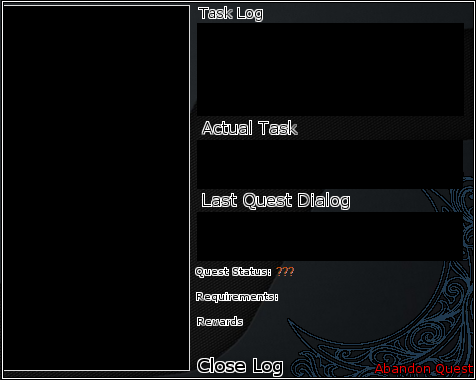 Task Log
Actual Task
Last Quest Dialog
Quest Status: ???
Requirements:
Rewards
Close Log
Abandon Quest